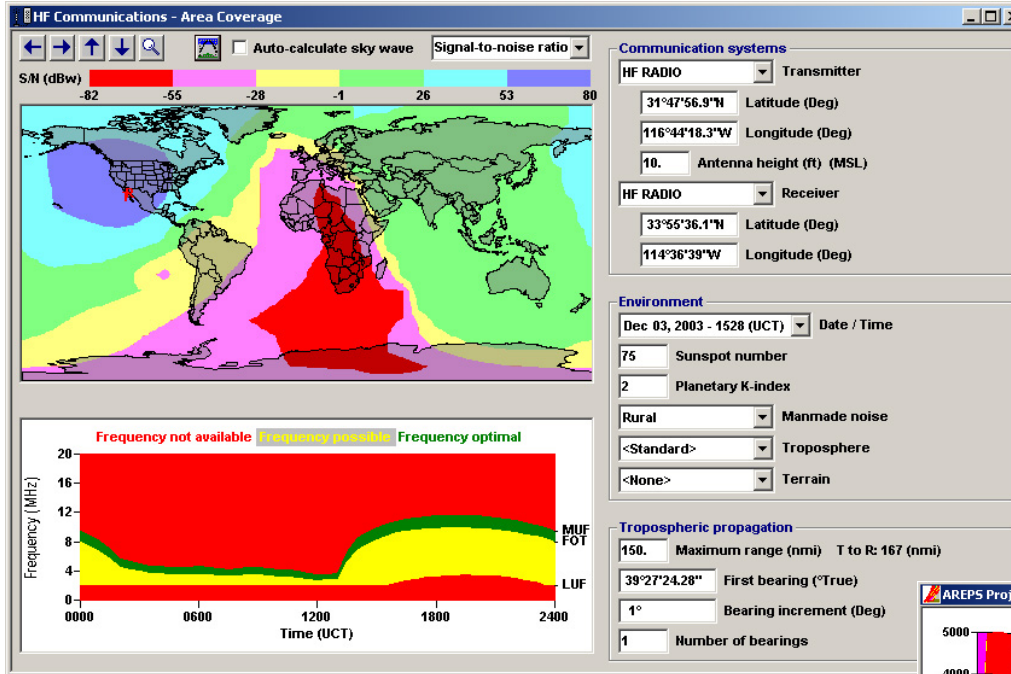 HF Communications - Area Coverage
Auto-calculate sky wave
Signal-to-noise ratio
S/N (dBw)
-82 -55 -28 -1 26 53 80
Communication systems
HF RADIO Transmitter
31°47'56.9"N Latitude (Deg)
116°44'18.3"W Longitude (Deg)
10. Antenna height (ft) (MSL)
HF RADIO Receiver
33°55'36.1"N Latitude (Deg)
114°36'39"W Longitude (Deg)
Environment
Dec 03, 2003 - 1528 (UCT) Date / Time
75 Sunspot number
2 Planetary K-index
Rural Manmade noise
<Standard> Troposphere
<None> Terrain
Frequency not available Frequency possible Frequency optimal
Frequency (MHz)
20
16
12
8
4
0
MUF
FOT
LUF
0000 0600 1200 1800 2400
Time (UCT)
Tropospheric propagation
150. Maximum range (nmi) T to R: 167 (nmi)
39°27'24.28" First bearing (°True)
1° Bearing increment (Deg)
1 Number of bearings
AREPS Proj
5000
4000